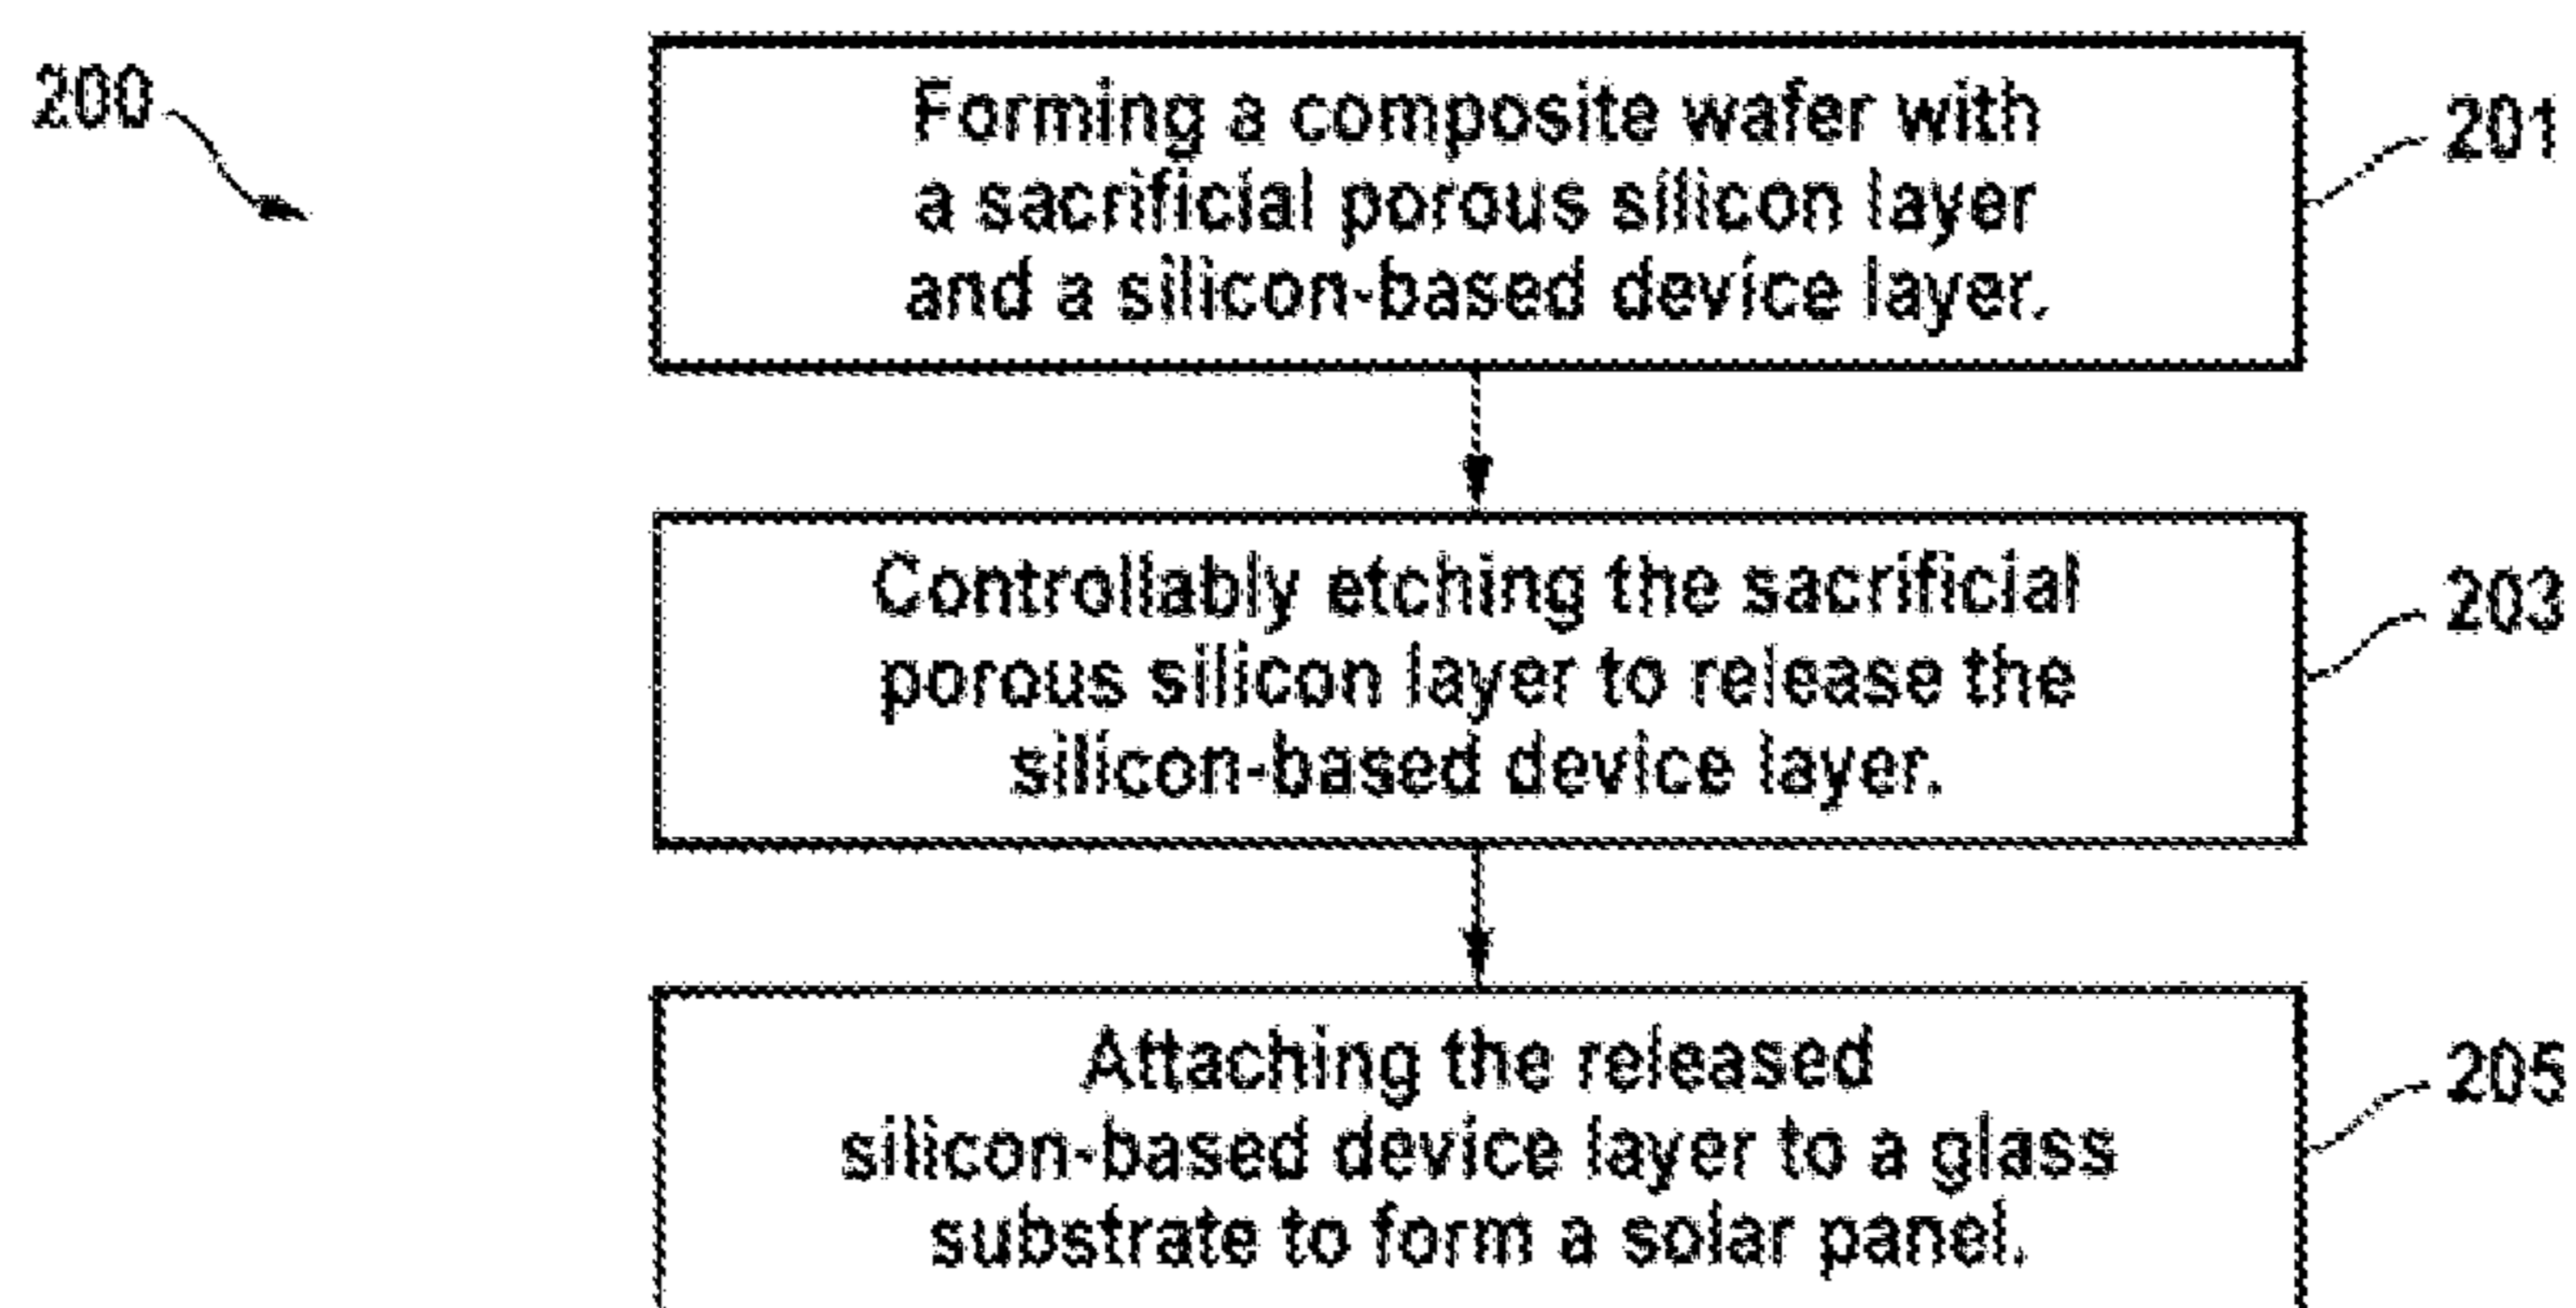 200
Forming a composite wafer with
a sacrificial porous silicon layer
and a silicon-based device layer.
201
Controllably etching the sacrificial
porous silicon layer to release the
silicon-based device layer.
203
Attaching the released
silicon-based device layer to a glass
substrate to form a solar panel.
205